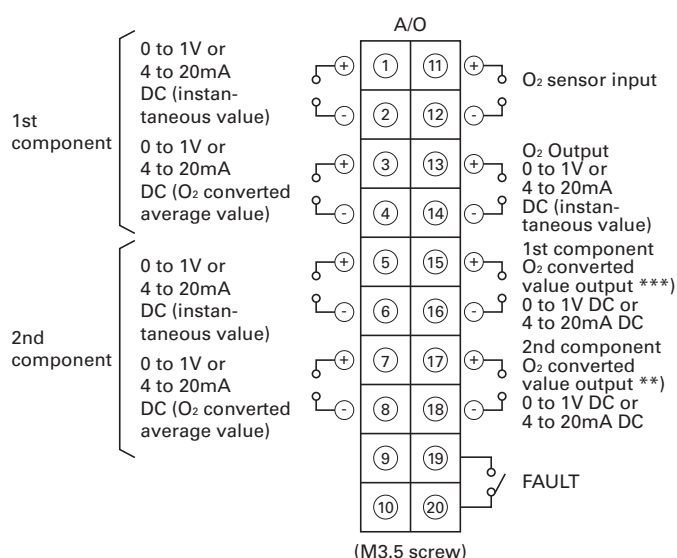 A/O
1st
component
0 to 1V or
4 to 20mA
DC (instan-
taneous value)
0 to 1V or
4 to 20mA
DC (O₂ converted
average value)
2nd
component
0 to 1V or
4 to 20mA
DC (instan-
taneous value)
0 to 1V or
4 to 20mA
DC (O₂ converted
average value)
+ 1 11 +
- 2 12 -
+ 3 13 +
- 4 14 -
+ 5 15 +
- 6 16 -
+ 7 17 +
- 8 18 -
9 19
10 20
O₂ sensor input
O₂ Output
0 to 1V or
4 to 20mA
DC (instan-
taneous value)
1st component
O₂ converted
value output ***)
0 to 1V DC or
4 to 20mA DC
2nd component
O₂ converted
value output **)
0 to 1V DC or
4 to 20mA DC
FAULT
(M3.5 screw)